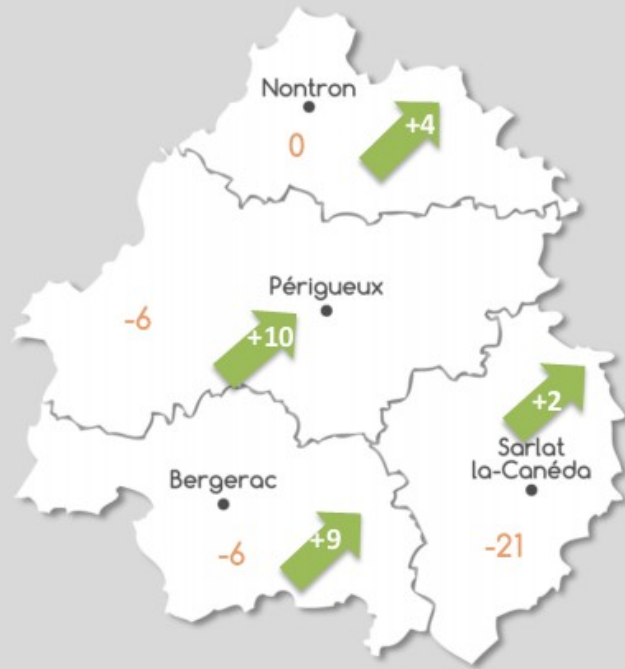 Nontron
+4
0
Périgueux
-6
+10
+2
Sarlat
la-Canéda
Bergerac
+9
-6
-21